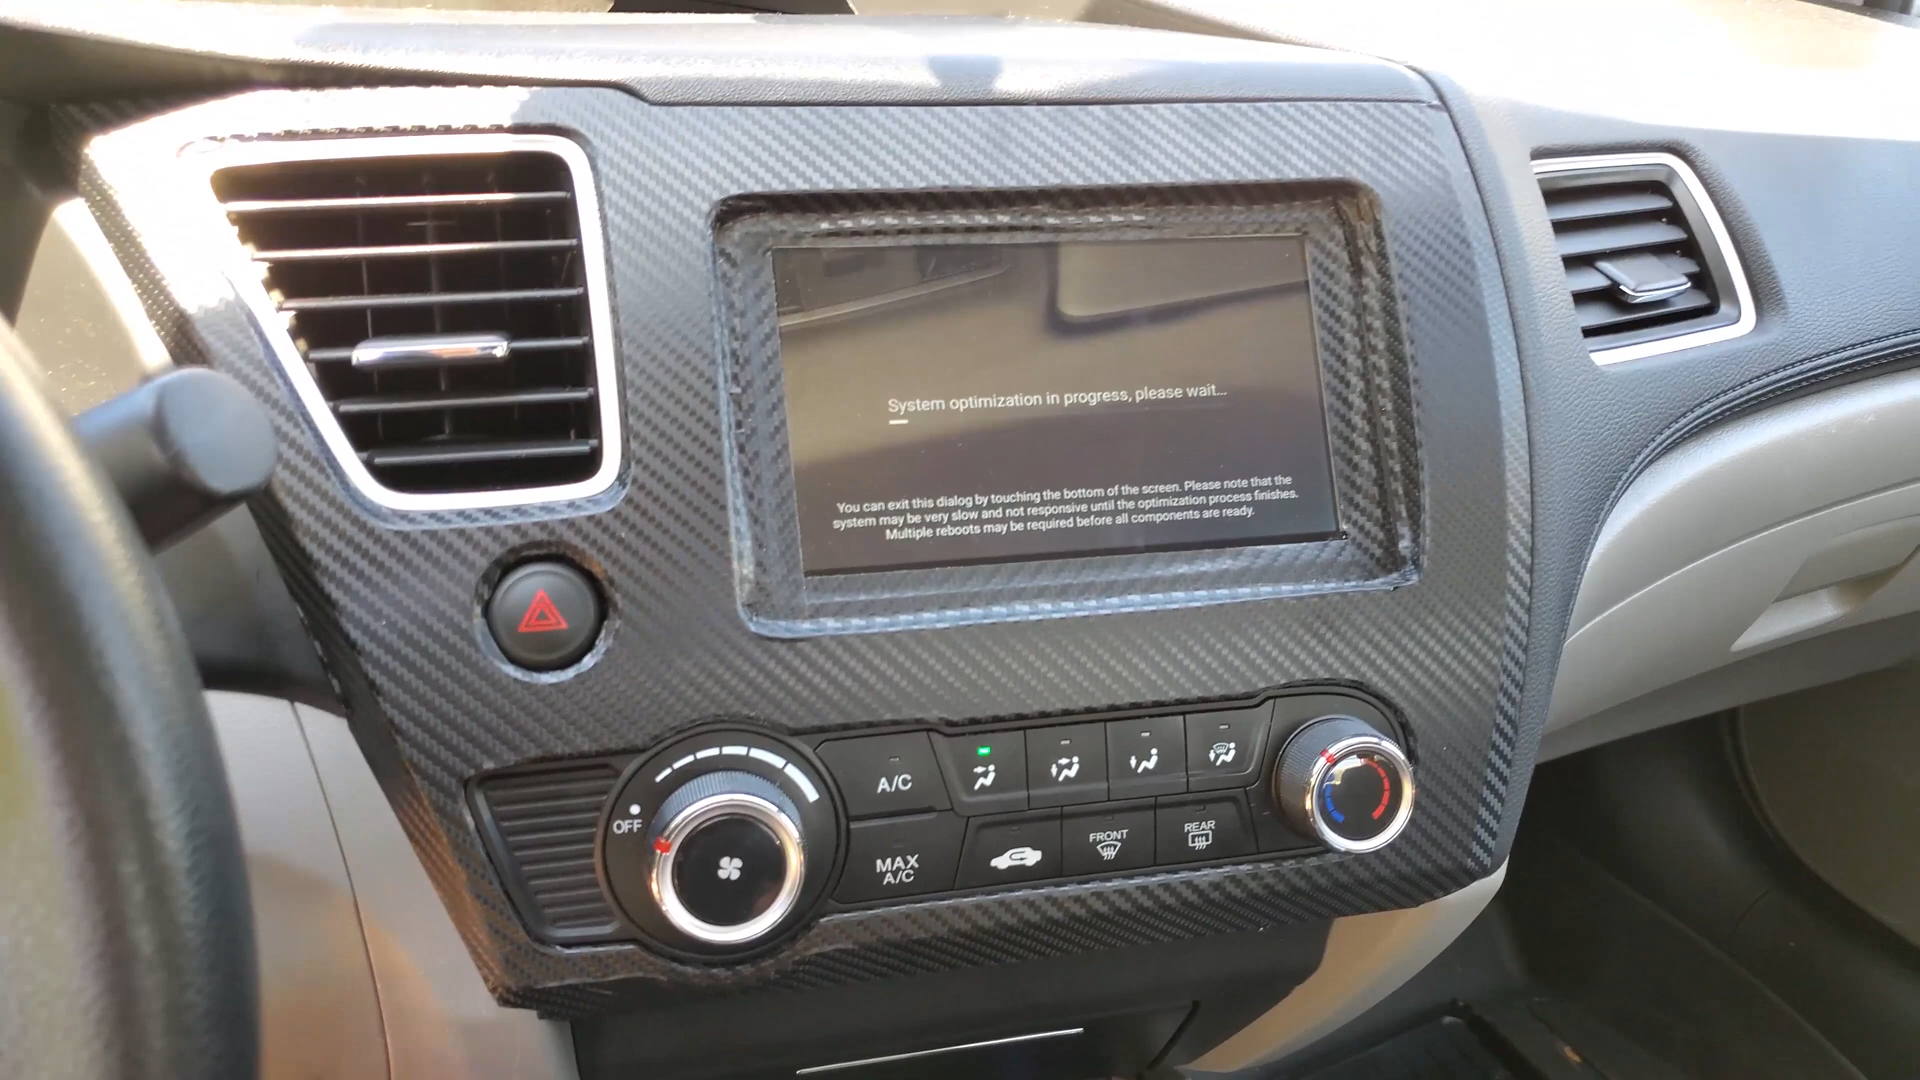 System optimization in progress, please wait...
You can exit this dialog by touching the bottom of the screen. Please note that the
system may be very slow and not responsive until the optimization process finishes.
Multiple reboots may be required before all components are ready.
OFF
A/C
MAX
A/C
FRONT
REAR